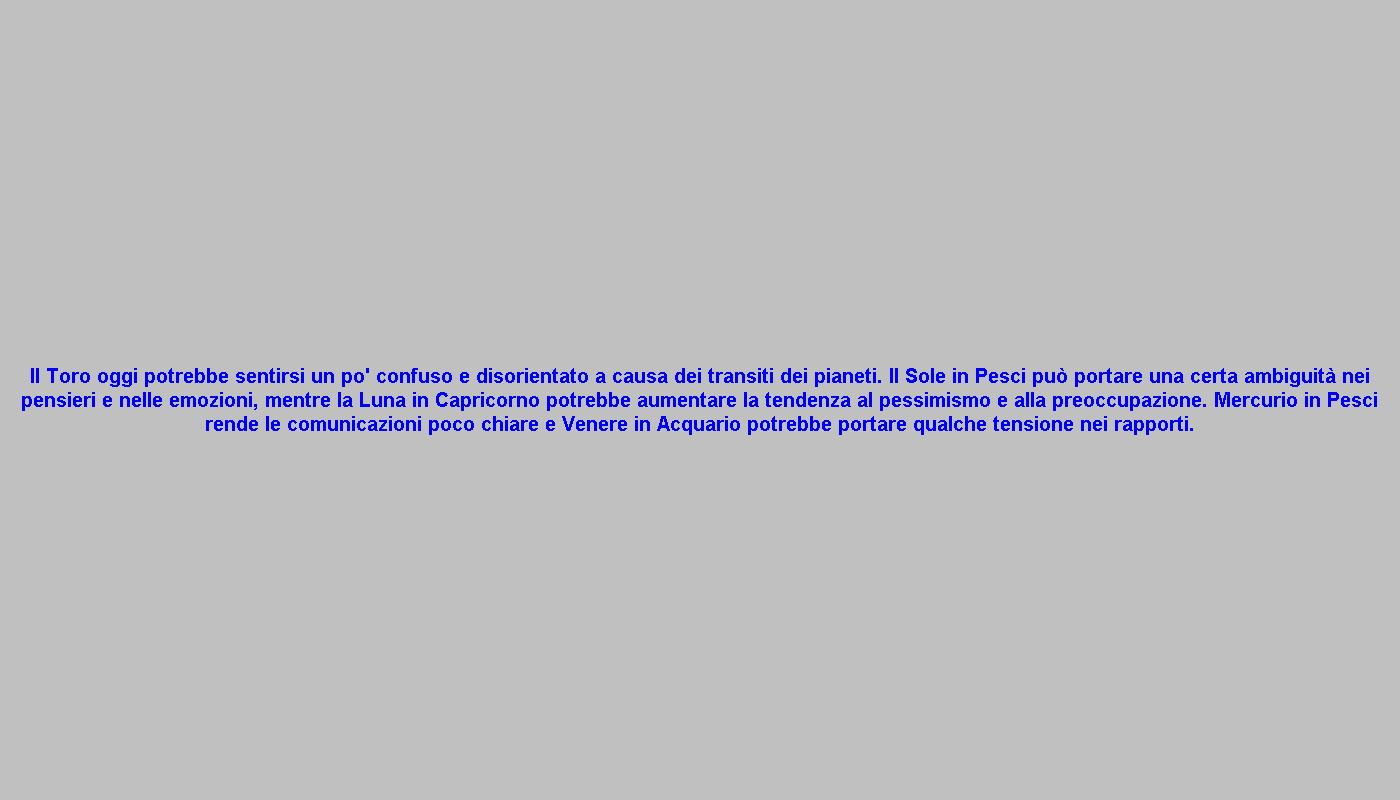 Il Toro oggi potrebbe sentirsi un po' confuso e disorientato a causa dei transiti dei pianeti. Il Sole in Pesci può portare una certa ambiguità nei
pensieri e nelle emozioni, mentre la Luna in Capricorno potrebbe aumentare la tendenza al pessimismo e alla preoccupazione. Mercurio in Pesci
rende le comunicazioni poco chiare e Venere in Acquario potrebbe portare qualche tensione nei rapporti.